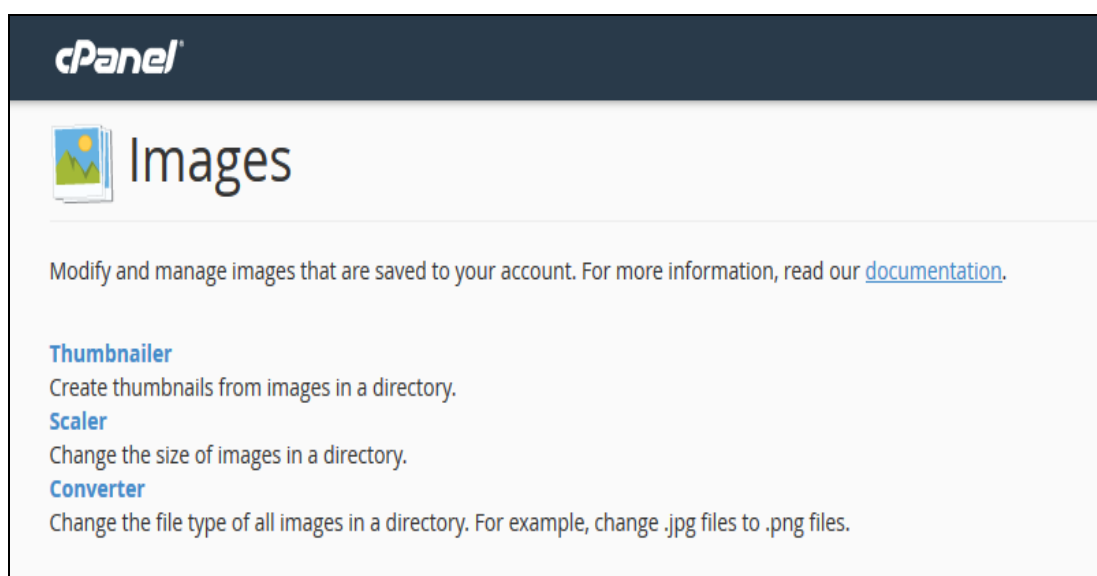 cPanel®
Images
Modify and manage images that are saved to your account. For more information, read our documentation.
Thumbnailer
Create thumbnails from images in a directory.
Scaler
Change the size of images in a directory.
Converter
Change the file type of all images in a directory. For example, change .jpg files to .png files.